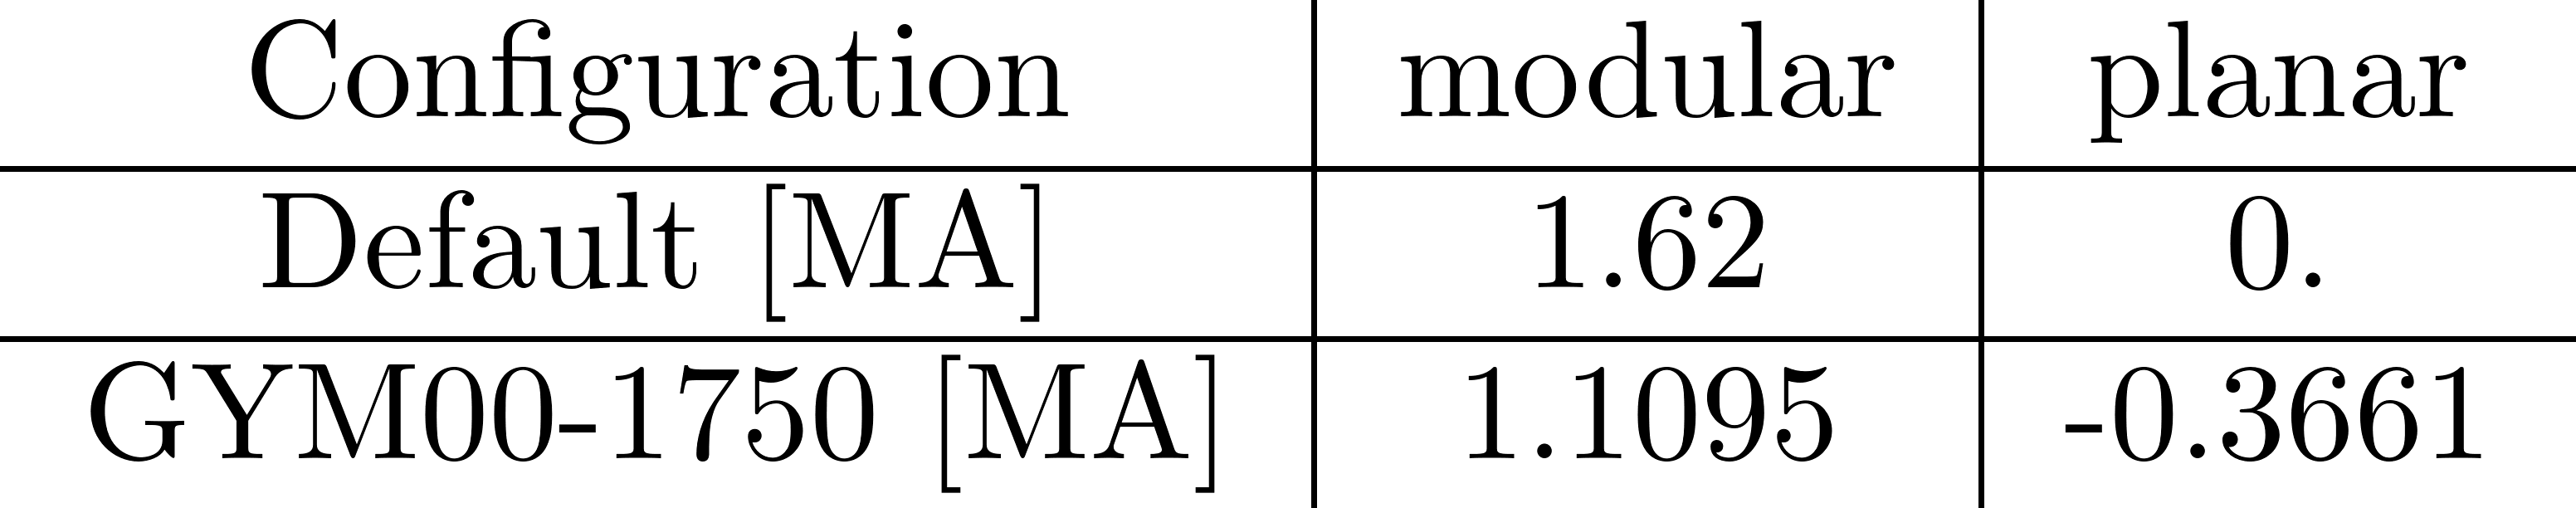 Configuration modular planar
Default [MA] 1.62 0.
GYM00-1750 [MA] 1.1095 -0.3661